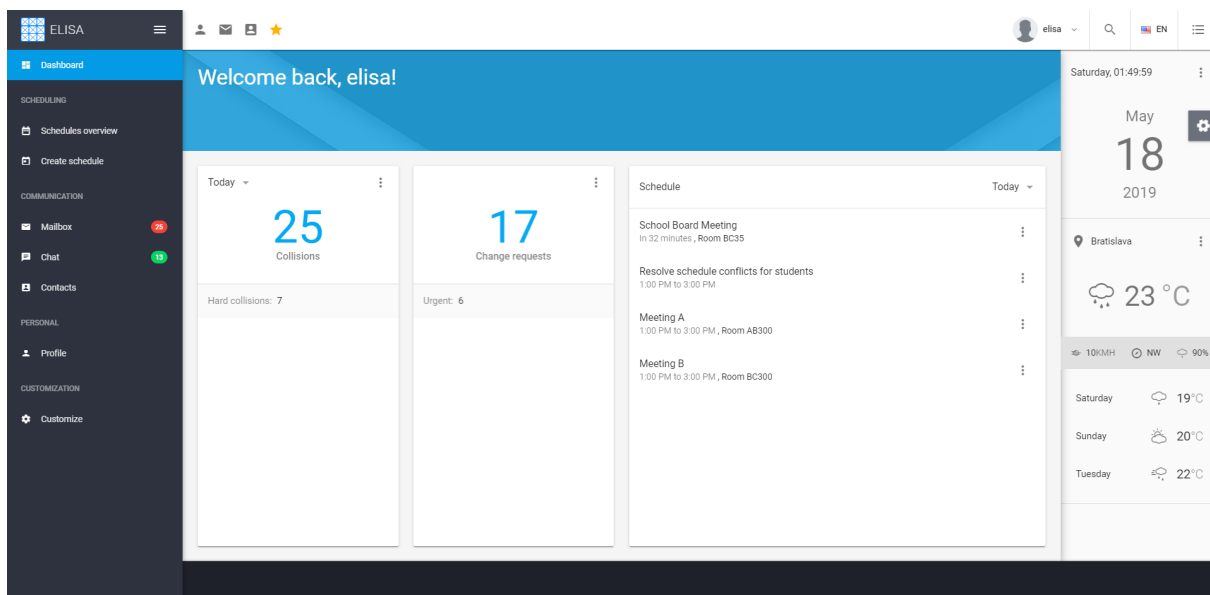 ELISA
elisa
EN
Dashboard
SCHEDULING
Schedules overview
Create schedule
COMMUNICATION
Mailbox 25
Chat 13
Contacts
PERSONAL
Profile
CUSTOMIZATION
Customize
Welcome back, elisa!
Today
25
Collisions
Hard collisions: 7
17
Change requests
Urgent: 6
Schedule Today
School Board Meeting
In 32 minutes , Room BC35
Resolve schedule conflicts for students
1:00 PM to 3:00 PM
Meeting A
1:00 PM to 3:00 PM , Room AB300
Meeting B
1:00 PM to 3:00 PM , Room BC300
Saturday, 01:49:59
May
18
2019
Bratislava
23 °C
10KMH NW 90%
Saturday 19°C
Sunday 20°C
Tuesday 22°C